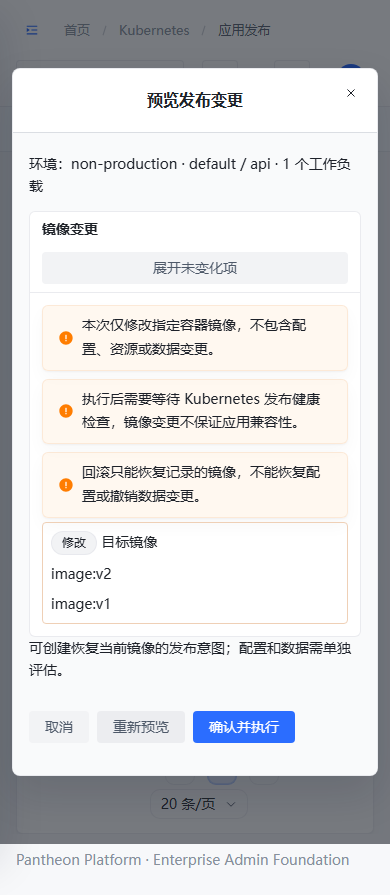 首页 / Kubernetes / 应用发布
预览发布变更
环境：non-production · default / api · 1 个工作负
载
镜像变更
展开未变化项
本次仅修改指定容器镜像，不包含配
置、资源或数据变更。
执行后需要等待 Kubernetes 发布健康
检查，镜像变更不保证应用兼容性。
回滚只能恢复记录的镜像，不能恢复配
置或撤销数据变更。
修改 目标镜像
image:v2
image:v1
可创建恢复当前镜像的发布意图；配置和数据需单独
评估。
取消 重新预览 确认并执行
20 条/页
Pantheon Platform · Enterprise Admin Foundation